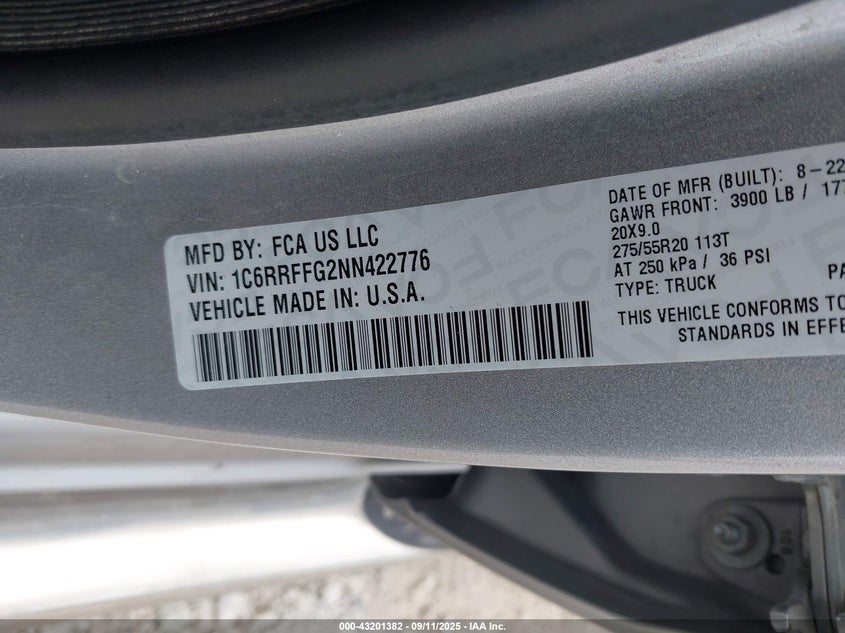 MFD BY: FCA US LLC
VIN: 1C6RRFFG2NN422776
VEHICLE MADE IN: U.S.A.
DATE OF MFR (BUILT): 8-22
GAWR FRONT: 3900 LB / 177
20X9.0
275/55R20 113T
AT 250 kPa / 36 PSI
TYPE: TRUCK
PA
THIS VEHICLE CONFORMS TO
STANDARDS IN EFFE
000-43201382 - 09/11/2025 - IAA Inc.